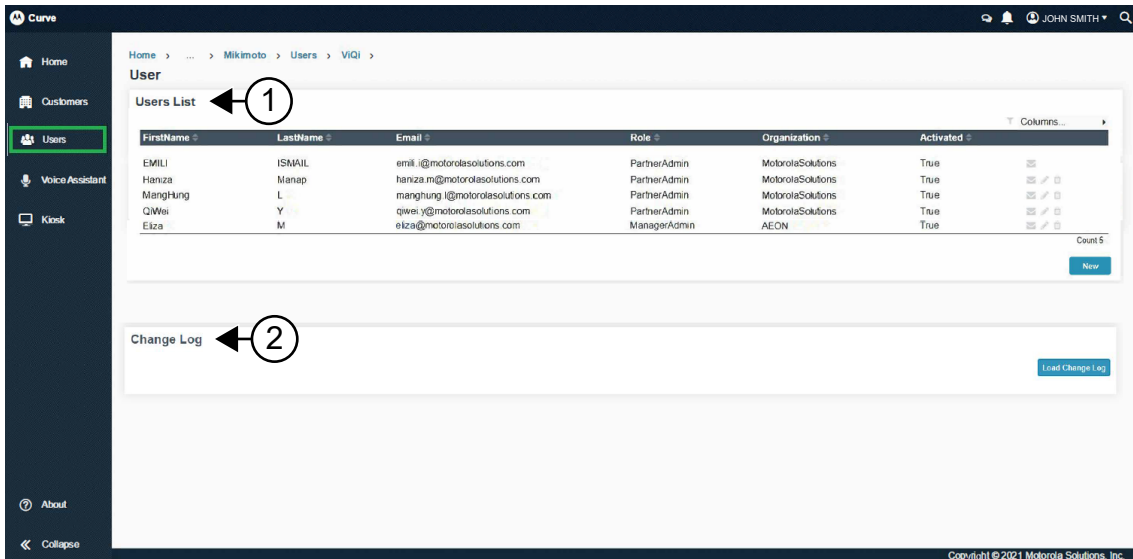 Curve
JOHN SMITH
Home
Customers
Users
Voice Assistant
Kiosk
About
Collapse
Home > ... > Mikimoto > Users > ViQi >
User
Users List
1
Columns...
FirstName LastName Email Role Organization Activated
EMILI ISMAIL emili.i@motorolasolutions.com PartnerAdmin MotorolaSolutions True
Haniza Manap haniza.m@motorolasolutions.com PartnerAdmin MotorolaSolutions True
MangHung L manghung.l@motorolasolutions.com PartnerAdmin MotorolaSolutions True
QiWei Y qiwei.y@motorolasolutions.com PartnerAdmin MotorolaSolutions True
Eliza M eliza@motorolasolutions.com ManagerAdmin AEON True
Count 5
New
Change Log
2
Load Change Log
Copyright © 2021 Motorola Solutions, Inc.